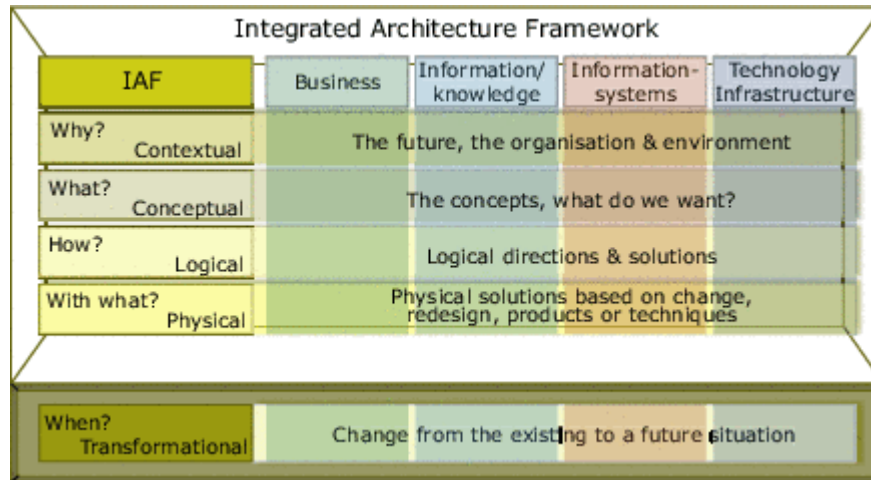 Integrated Architecture Framework
IAF
Business
Information/
knowledge
Information-
systems
Technology
Infrastructure
Why?
Contextual
The future, the organisation & environment
What?
Conceptual
The concepts, what do we want?
How?
Logical
Logical directions & solutions
With what?
Physical
Physical solutions based on change,
redesign, products or techniques
When?
Transformational
Change from the existing to a future situation